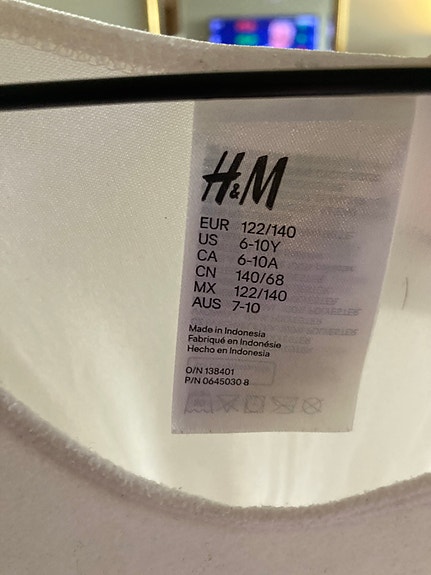 H&M
EUR 122/140
US 6-10Y
CA 6-10A
CN 140/68
MX 122/140
AUS 7-10
Made in Indonesia
Fabriqué en Indonésie
Hecho en Indonesia
O/N 138401
P/N 0645030 8